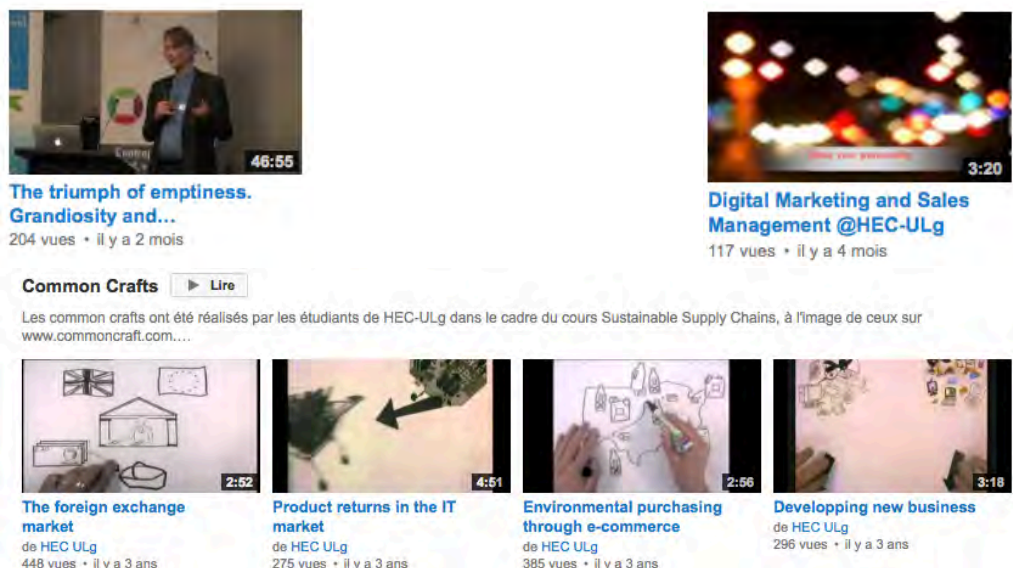 46:55
The triumph of emptiness.
Grandiosity and...
204 vues • il y a 2 mois
3:20
Digital Marketing and Sales
Management @HEC-ULg
117 vues • il y a 4 mois
Common Crafts
Lire
Les common crafts ont été réalisés par les étudiants de HEC-ULg dans le cadre du cours Sustainable Supply Chains, à l'image de ceux sur
www.commoncraft.com....
2:52
The foreign exchange
market
de HEC ULg
448 vues • il y a 3 ans
4:51
Product returns in the IT
market
de HEC ULg
275 vues • il y a 3 ans
2:56
Environmental purchasing
through e-commerce
de HEC ULg
385 vues • il y a 3 ans
3:18
Developping new business
de HEC ULg
296 vues • il y a 3 ans